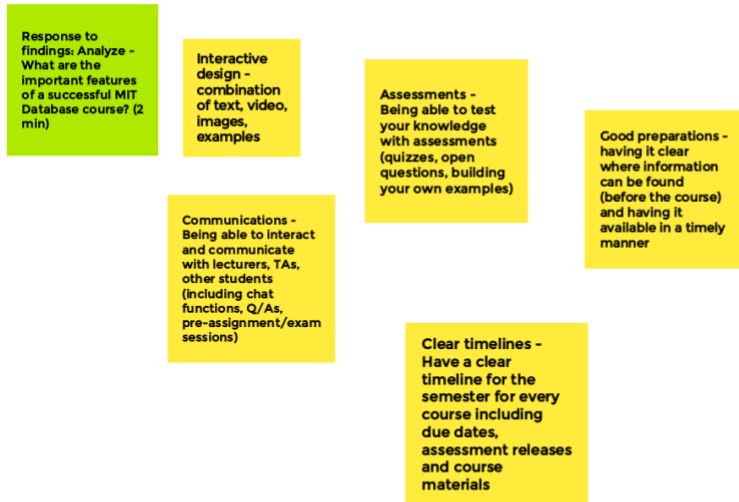 Response to
findings: Analyze -
What are the
important features
of a successful MIT
Database course? (2
min)
Interactive
design -
combination
of text, video,
images,
examples
Assessments -
Being able to test
your knowledge
with assessments
(quizzes, open
questions, building
your own examples)
Good preparations -
having it clear
where information
can be found
(before the course)
and having it
available in a timely
manner
Communications -
Being able to interact
and communicate
with lecturers, TAs,
other students
(including chat
functions, Q/As,
pre-assignment/exam
sessions)
Clear timelines -
Have a clear
timeline for the
semester for every
course including
due dates,
assessment releases
and course
materials